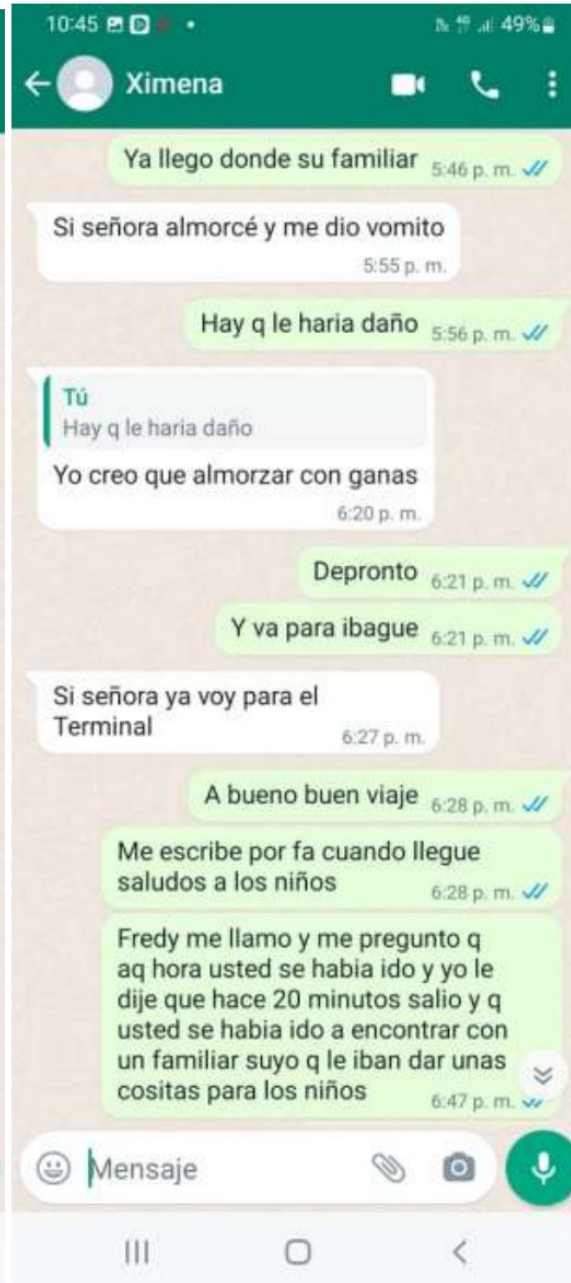 10:45
49%
Ximena
Ya llego donde su familiar 5:46 p. m.
Si señora almorcé y me dio vomito
5:55 p. m.
Hay q le haria daño 5:56 p. m.
Tú
Hay q le haria daño
Yo creo que almorzar con ganas
6:20 p. m.
Depronto 6:21 p. m.
Y va para ibague 6:21 p. m.
Si señora ya voy para el
Terminal 6:27 p. m.
A bueno buen viaje 6:28 p. m.
Me escribe por fa cuando llegue
saludos a los niños 6:28 p. m.
Fredy me llamo y me pregunto q
aq hora usted se habia ido y yo le
dije que hace 20 minutos salio y q
usted se habia ido a encontrar con
un familiar suyo q le iban dar unas
cositas para los niños 6:47 p. m.
Mensaje